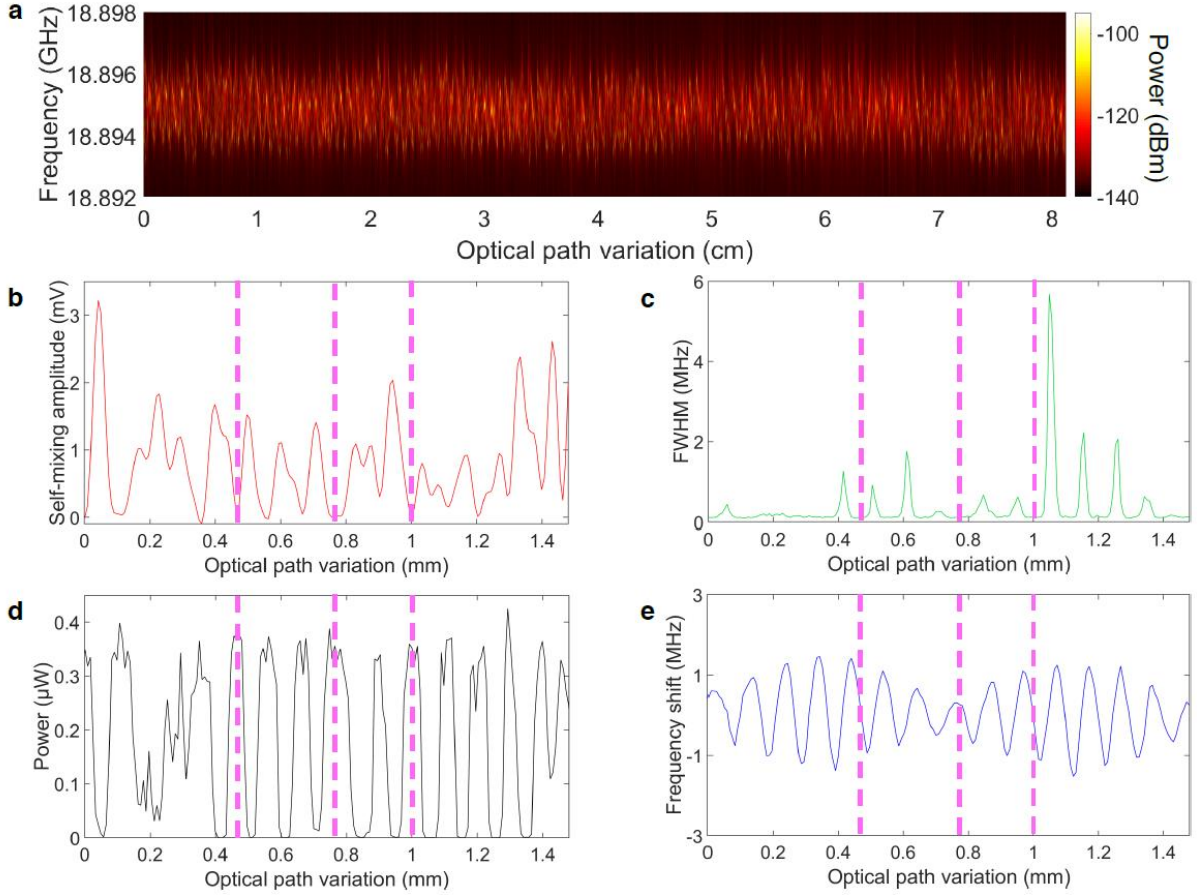 a
18.898
18.896
18.894
18.892
Frequency (GHz)
0 1 2 3 4 5 6 7 8
Optical path variation (cm)
-100
-120
-140
Power (dBm)
b
3
2
1
0
Self-mixing amplitude (mV)
0 0.2 0.4 0.6 0.8 1 1.2 1.4
Optical path variation (mm)
c
6
4
2
0
FWHM (MHz)
0 0.2 0.4 0.6 0.8 1 1.2 1.4
Optical path variation (mm)
d
0.4
0.3
0.2
0.1
0
Power (µW)
0 0.2 0.4 0.6 0.8 1 1.2 1.4
Optical path variation (mm)
e
3
1
-1
-3
Frequency shift (MHz)
0 0.2 0.4 0.6 0.8 1 1.2 1.4
Optical path variation (mm)